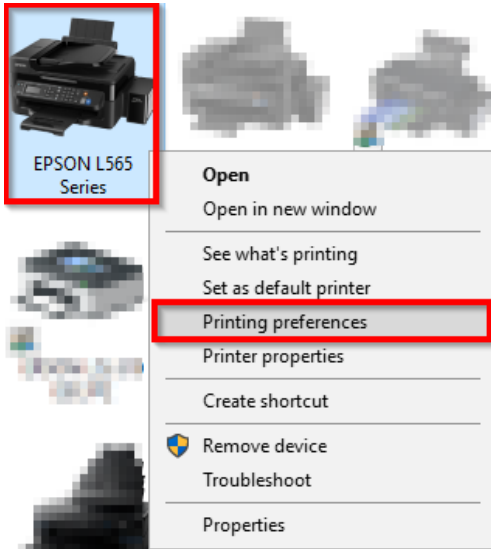 EPSON L565
Series
Open
Open in new window
See what's printing
Set as default printer
Printing preferences
Printer properties
Create shortcut
Remove device
Troubleshoot
Properties